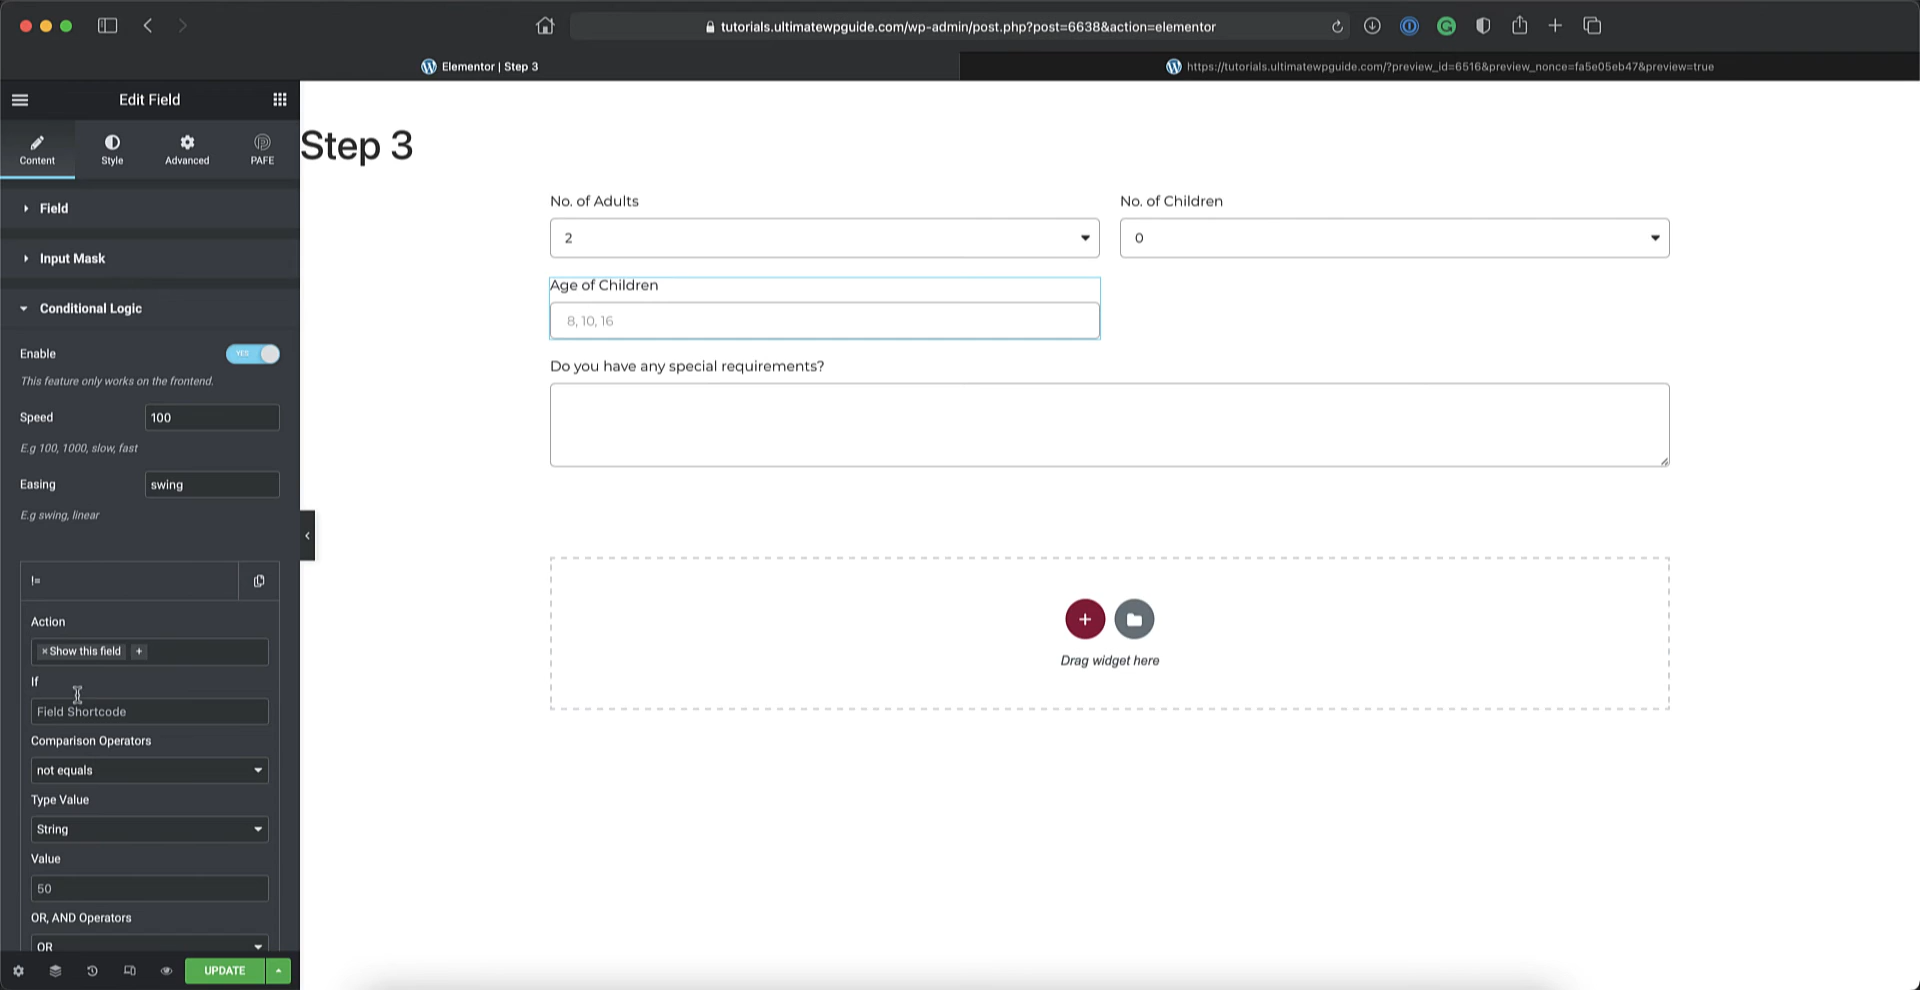 tutorials.ultimatewpguide.com/wp-admin/post.php?post=6638&action=elementor
Elementor | Step 3
https://tutorials.ultimatewpguide.com/?preview_id=6516&preview_nonce=fa5e05eb47&preview=true
Edit Field
Content
Style
Advanced
PAFE
Field
Input Mask
Conditional Logic
Enable
YES
This feature only works on the frontend.
Speed
100
E.g 100, 1000, slow, fast
Easing
swing
E.g swing, linear
!=
Action
×Show this field +
If
Field Shortcode
Comparison Operators
not equals
Type Value
String
Value
50
OR, AND Operators
OR
UPDATE
Step 3
No. of Adults
2
No. of Children
0
Age of Children
8, 10, 16
Do you have any special requirements?
Drag widget here